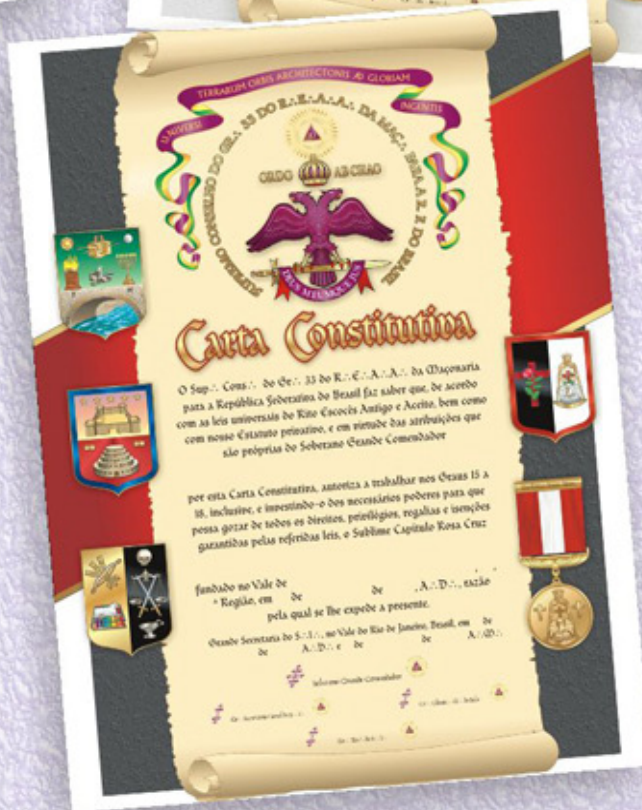 UNIVERSI TERRARUM ORBIS ARCHITECTONIS AD GLORIAM INGENTIS
SUPREMO CONSELHO DO GR∴ 33 DO R∴E∴A∴A∴ DA MAÇ∴ PARA A R. F. DO BRASIL
ORDO AB CHAO
DEUS MEUMQUE JUS
Carta Constitutiva
O Sup∴ Cons∴ do Gr∴ 33 do R∴E∴A∴A∴ da Maçonaria
para a República Federativa do Brasil faz saber que, de acordo
com as leis universais do Rito Escocês Antigo e Aceito, bem como
com nosso Estatuto privativo, e em virtude das atribuições que
são próprias do Soberano Grande Comendador
por esta Carta Constitutiva, autoriza a trabalhar nos Graus 15 a
18, inclusive, e investindo-o dos necessários poderes para que
possa gozar de todos os direitos, privilégios, regalias e isenções
garantidas pelas referidas leis, o Sublime Capítulo Rosa Cruz
fundado no Vale de
ª Região, em de de , A∴D∴, razão
pela qual se lhe expede a presente.
Grande Secretaria do S∴I∴, no Vale do Rio de Janeiro, Brasil, em de
de A∴D∴ e de de A∴M∴
Soberano Grande Comendador